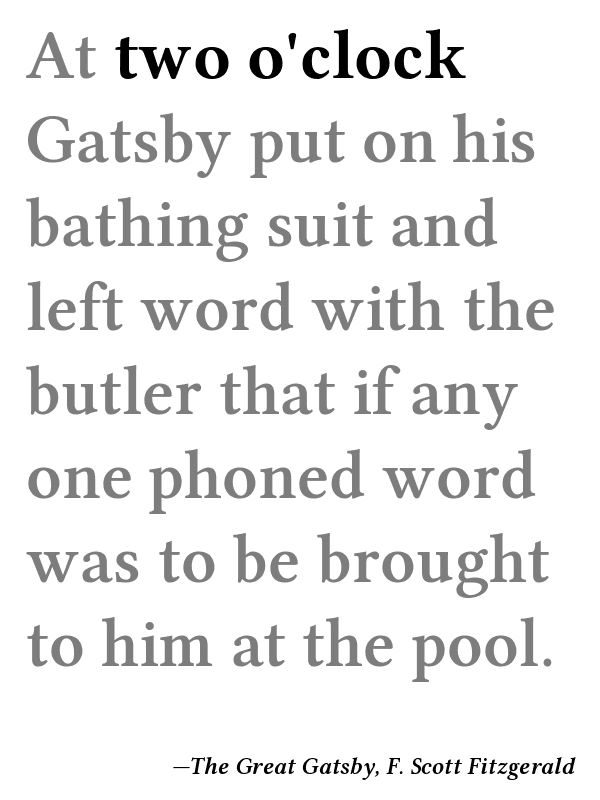 At two o'clock
Gatsby put on his
bathing suit and
left word with the
butler that if any
one phoned word
was to be brought
to him at the pool.
—The Great Gatsby, F. Scott Fitzgerald